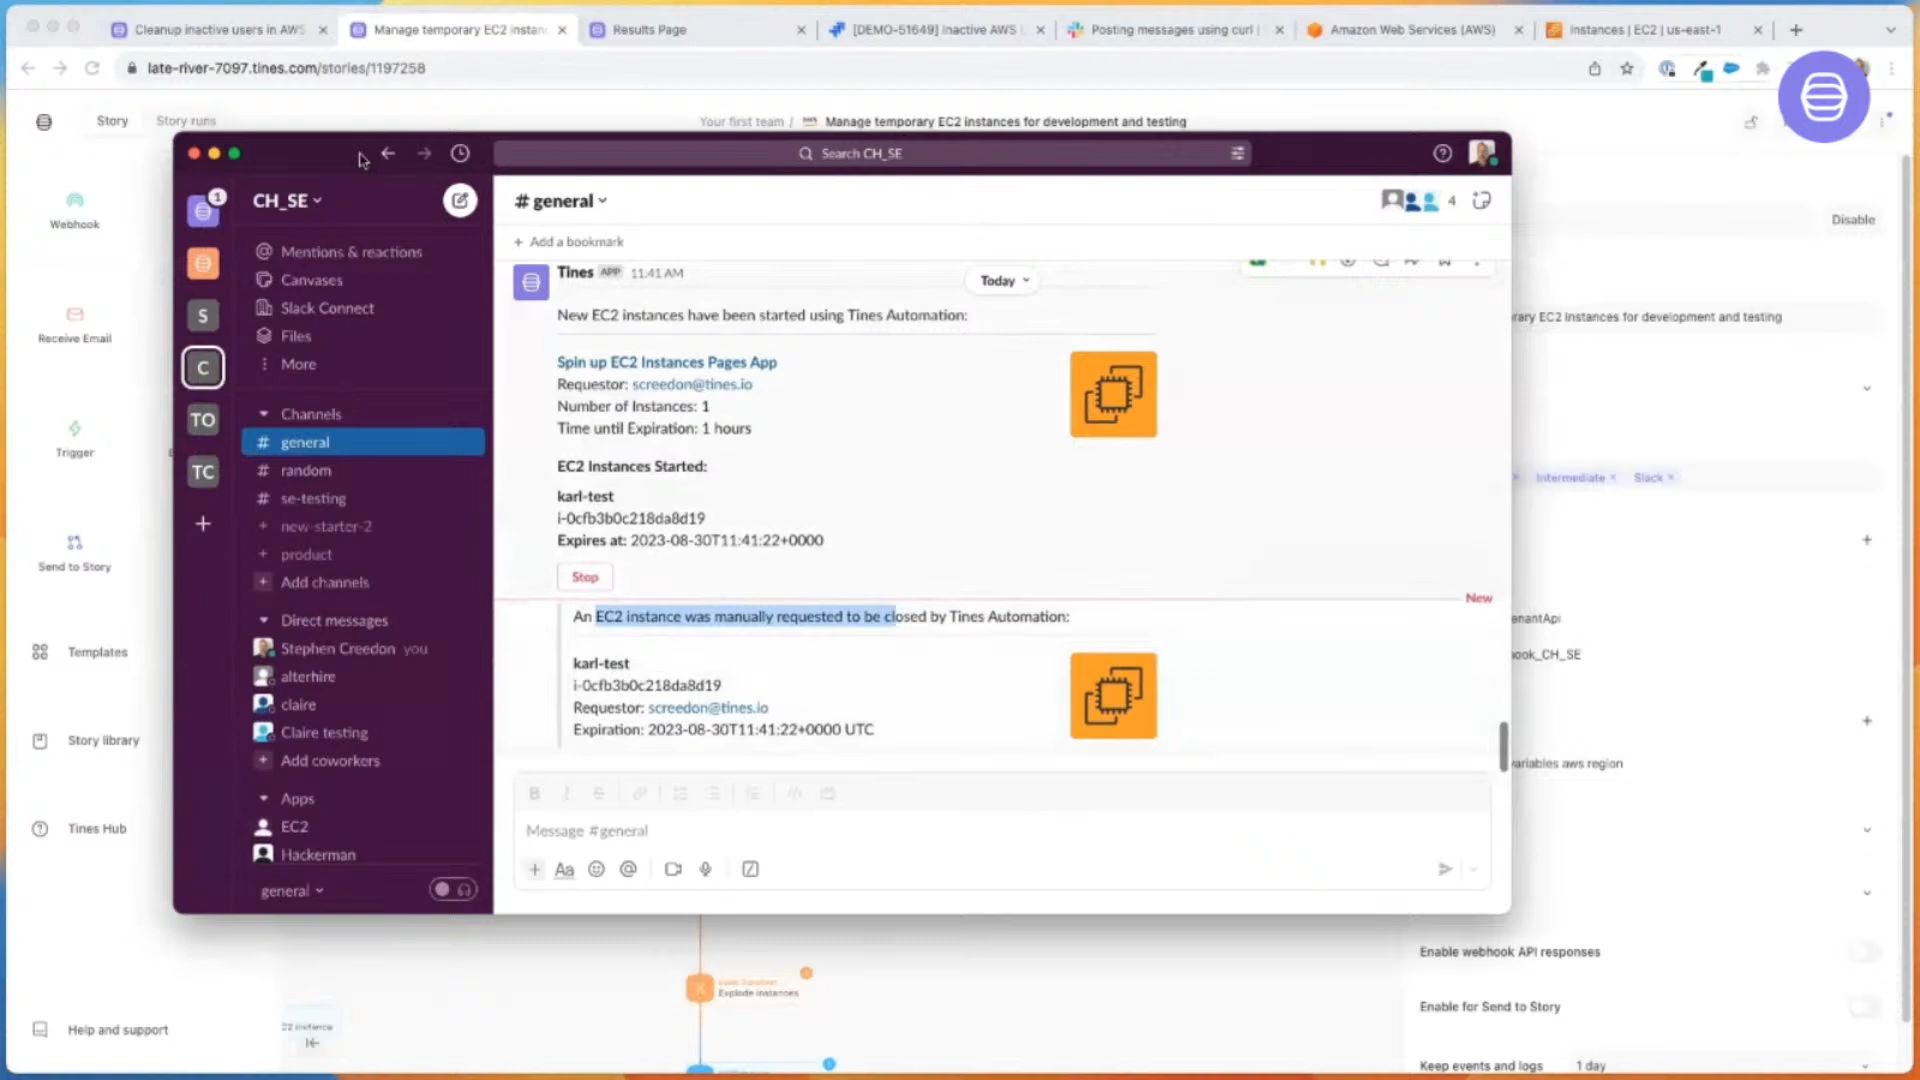 Cleanup inactive users in AWS
Manage temporary EC2 instan
Results Page
[DEMO-51649] Inactive AWS
Posting messages using curl
Amazon Web Services (AWS)
Instances | EC2 | us-east-1
late-river-7097.tines.com/stories/1197258
Story
Story runs
Your first team /
Manage temporary EC2 instances for development and testing
Webhook
Receive Email
Trigger
Send to Story
Templates
Story library
Tines Hub
Help and support
Search CH_SE
1
S
C
TO
TC
CH_SE
Mentions & reactions
Canvases
Slack Connect
Files
More
Channels
# general
# random
# se-testing
+ new-starter-2
+ product
+ Add channels
Direct messages
Stephen Creedon you
alterhire
claire
Claire testing
+ Add coworkers
Apps
EC2
Hackerman
general
# general
4
+ Add a bookmark
Tines APP 11:41 AM
Today
New EC2 instances have been started using Tines Automation:
Spin up EC2 Instances Pages App
Requestor: screedon@tines.io
Number of Instances: 1
Time until Expiration: 1 hours
EC2 Instances Started:
karl-test
i-0cfb3b0c218da8d19
Expires at: 2023-08-30T11:41:22+0000
Stop
New
An EC2 instance was manually requested to be closed by Tines Automation:
karl-test
i-0cfb3b0c218da8d19
Requestor: screedon@tines.io
Expiration: 2023-08-30T11:41:22+0000 UTC
Message #general
Aa
Disable
rary EC2 instances for development and testing
Intermediate ×
Slack ×
enantApi
ook_CH_SE
variables aws region
Enable webhook API responses
Enable for Send to Story
Keep events and logs
1 day
Explode instances